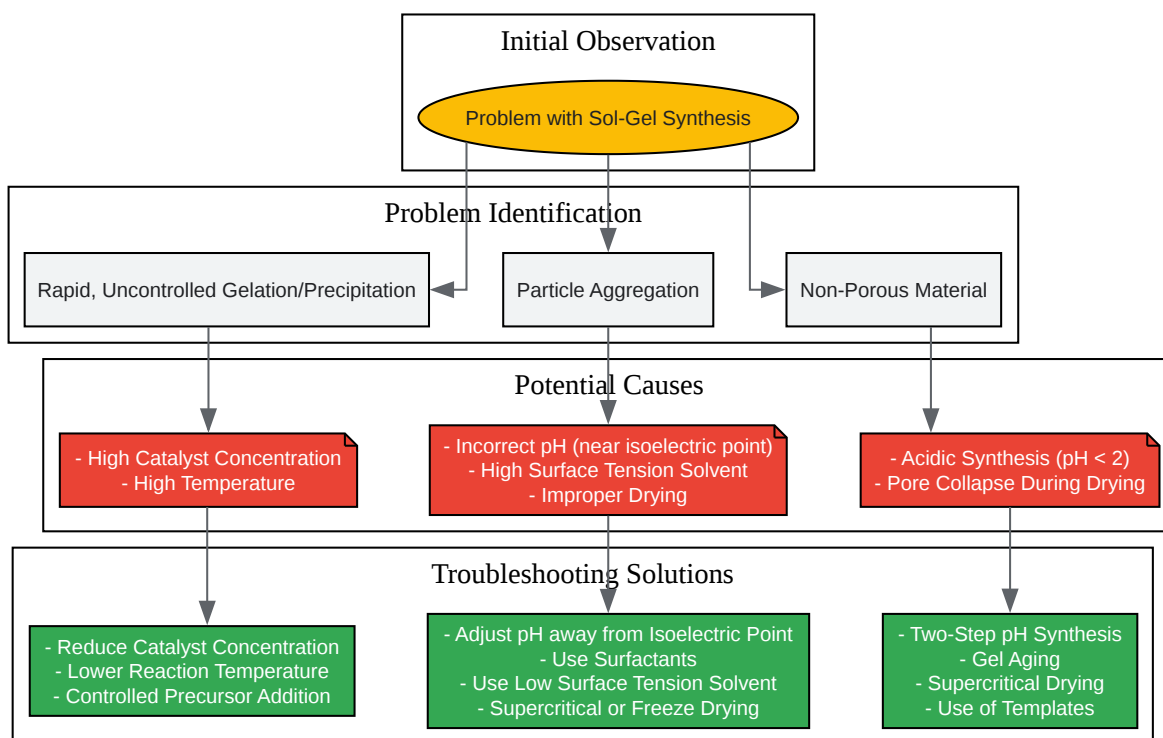 Initial Observation
Problem with Sol-Gel Synthesis
Problem Identification
Rapid, Uncontrolled Gelation/Precipitation
Particle Aggregation
Non-Porous Material
Potential Causes
- High Catalyst Concentration
- High Temperature
- Incorrect pH (near isoelectric point)
- High Surface Tension Solvent
- Improper Drying
- Acidic Synthesis (pH < 2)
- Pore Collapse During Drying
Troubleshooting Solutions
- Reduce Catalyst Concentration
- Lower Reaction Temperature
- Controlled Precursor Addition
- Adjust pH away from Isoelectric Point
- Use Surfactants
- Use Low Surface Tension Solvent
- Supercritical or Freeze Drying
- Two-Step pH Synthesis
- Gel Aging
- Supercritical Drying
- Use of Templates